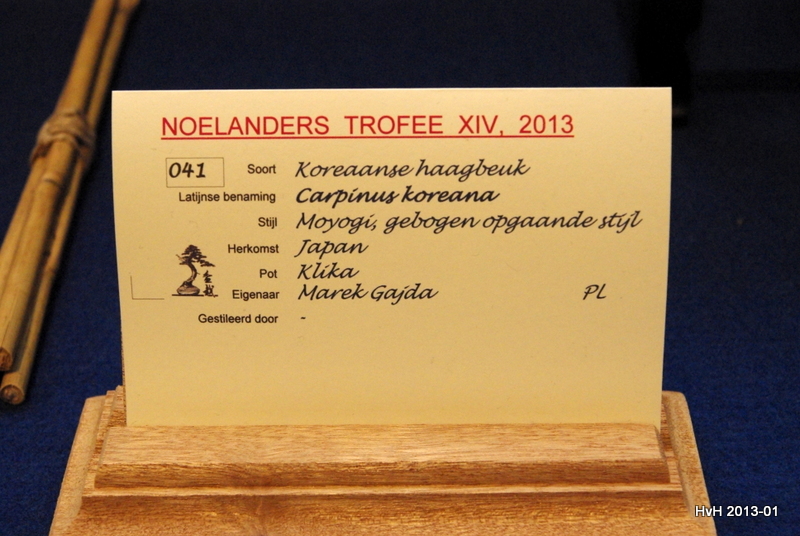 NOELANDERS TROFEE XIV, 2013
041 Soort Koreaanse haagbeuk
Latijnse benaming Carpinus koreana
Stijl Moyogi, gebogen opgaande stijl
Herkomst Japan
Pot Klika
Eigenaar Marek Gajda PL
Gestileerd door -
HvH 2013-01